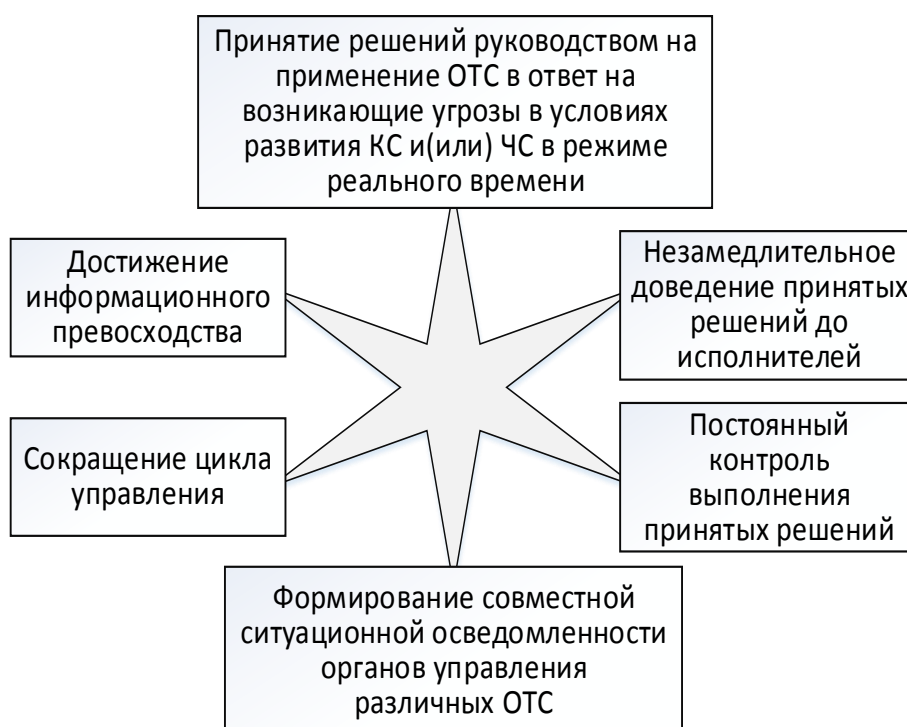 Принятие решений руководством на
применение ОТС в ответ на
возникающие угрозы в условиях
развития КС и(или) ЧС в режиме
реального времени
Достижение
информационного
превосходства
Незамедлительное
доведение принятых
решений до
исполнителей
Сокращение цикла
управления
Постоянный
контроль
выполнения
принятых решений
Формирование совместной
ситуационной осведомленности
органов управления
различных ОТС